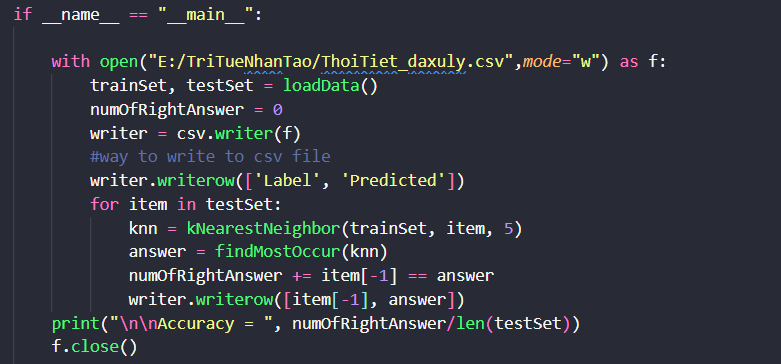 if __name__ == "__main__":
with open("E:/TriTueNhanTao/ThoiTiet_daxuly.csv",mode="w") as f:
trainSet, testSet = loadData()
numOfRightAnswer = 0
writer = csv.writer(f)
#way to write to csv file
writer.writerow(['Label', 'Predicted'])
for item in testSet:
knn = kNearestNeighbor(trainSet, item, 5)
answer = findMostOccur(knn)
numOfRightAnswer += item[-1] == answer
writer.writerow([item[-1], answer])
print("\n\nAccuracy = ", numOfRightAnswer/len(testSet))
f.close()